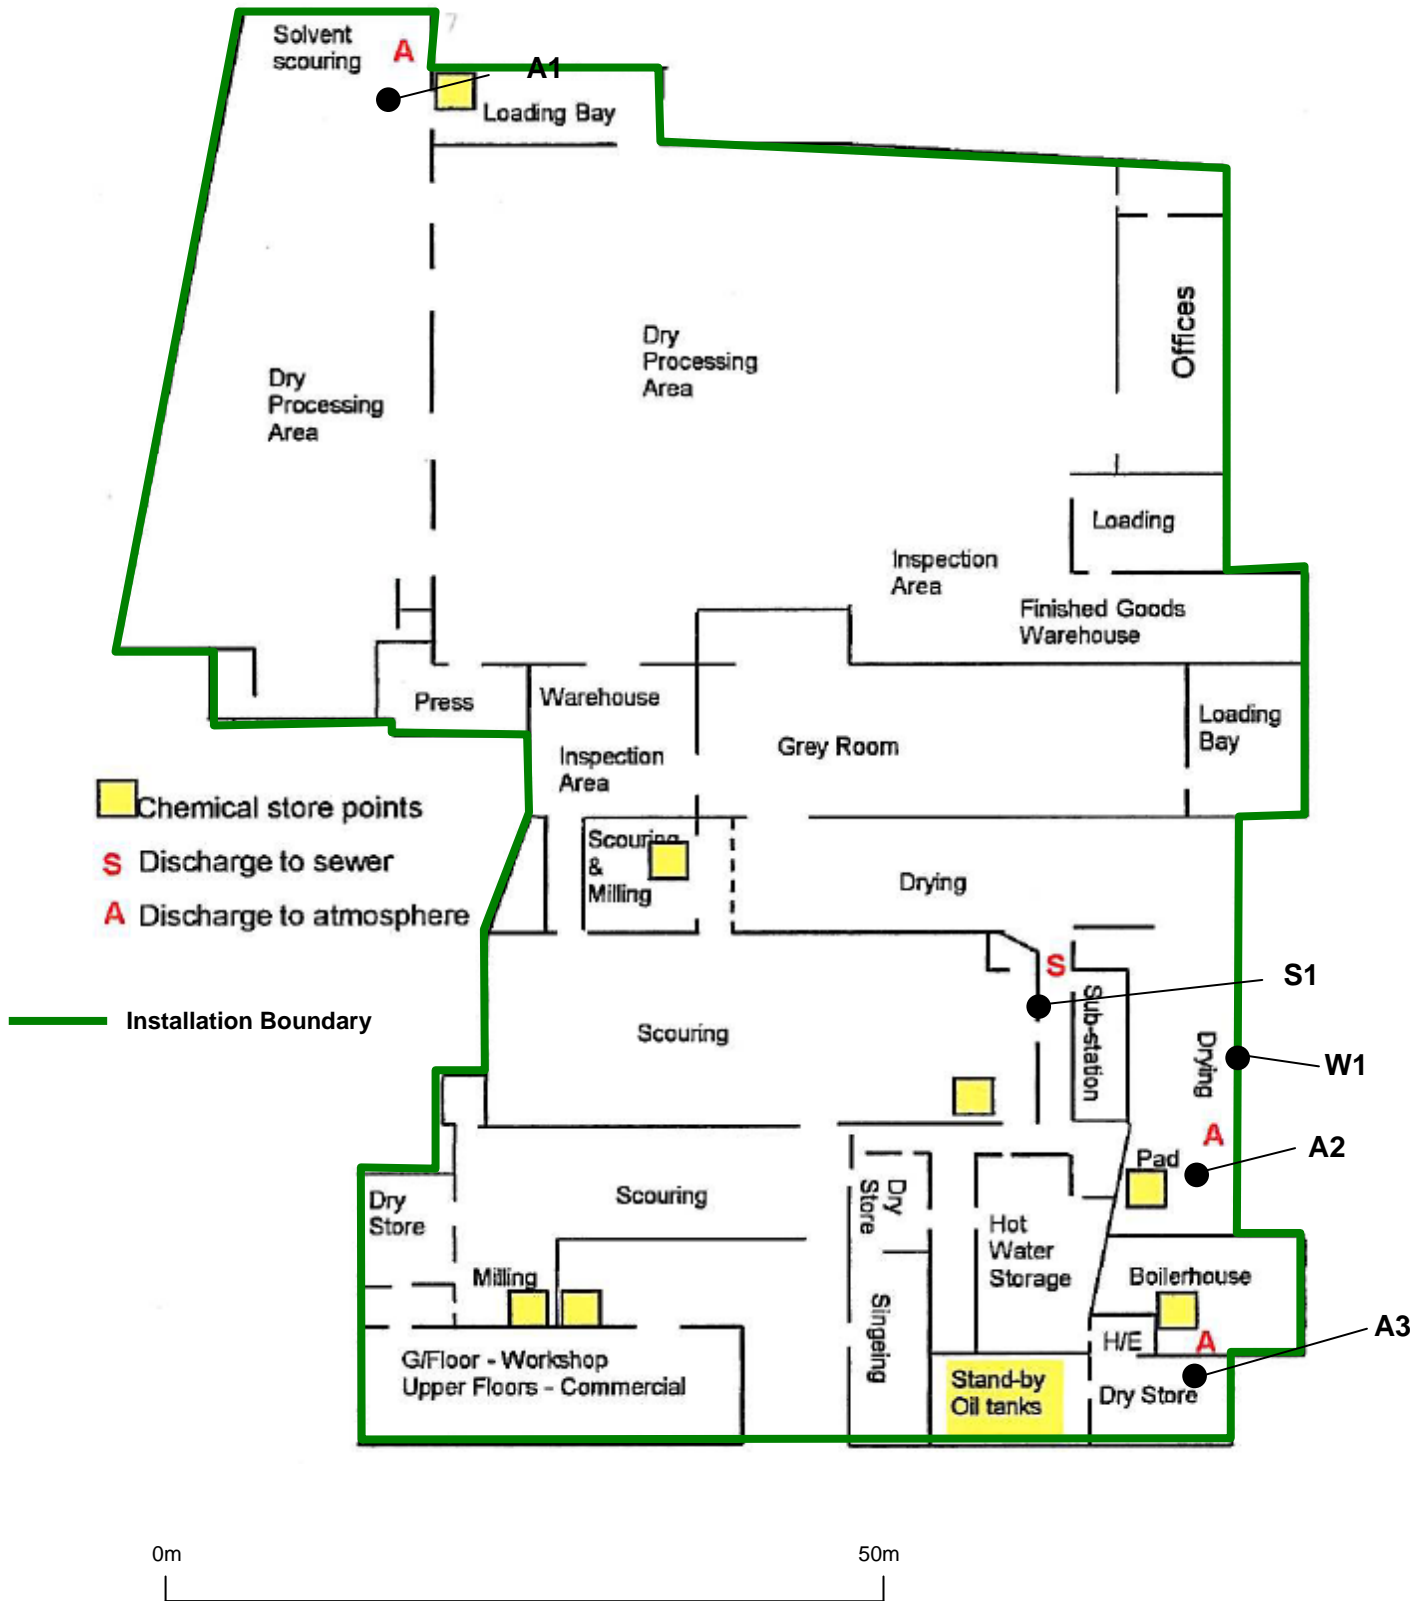 7
Solvent
scouring
A
A1
Loading Bay
Offices
Dry
Processing
Area
Dry
Processing
Area
Loading
Inspection
Area
Finished Goods
Warehouse
Press
Warehouse
Loading
Bay
Grey Room
Inspection
Area
Chemical store points
S Discharge to sewer
A Discharge to atmosphere
Scouring
&
Milling
Drying
S
S1
Sub-station
Installation Boundary
Scouring
Drying
W1
A
A2
Pad
Dry
Store
Scouring
Dry
Store
Hot
Water
Storage
Milling
Boilerhouse
Singeing
A3
H/E
A
G/Floor - Workshop
Upper Floors - Commercial
Stand-by
Oil tanks
Dry Store
0m
50m